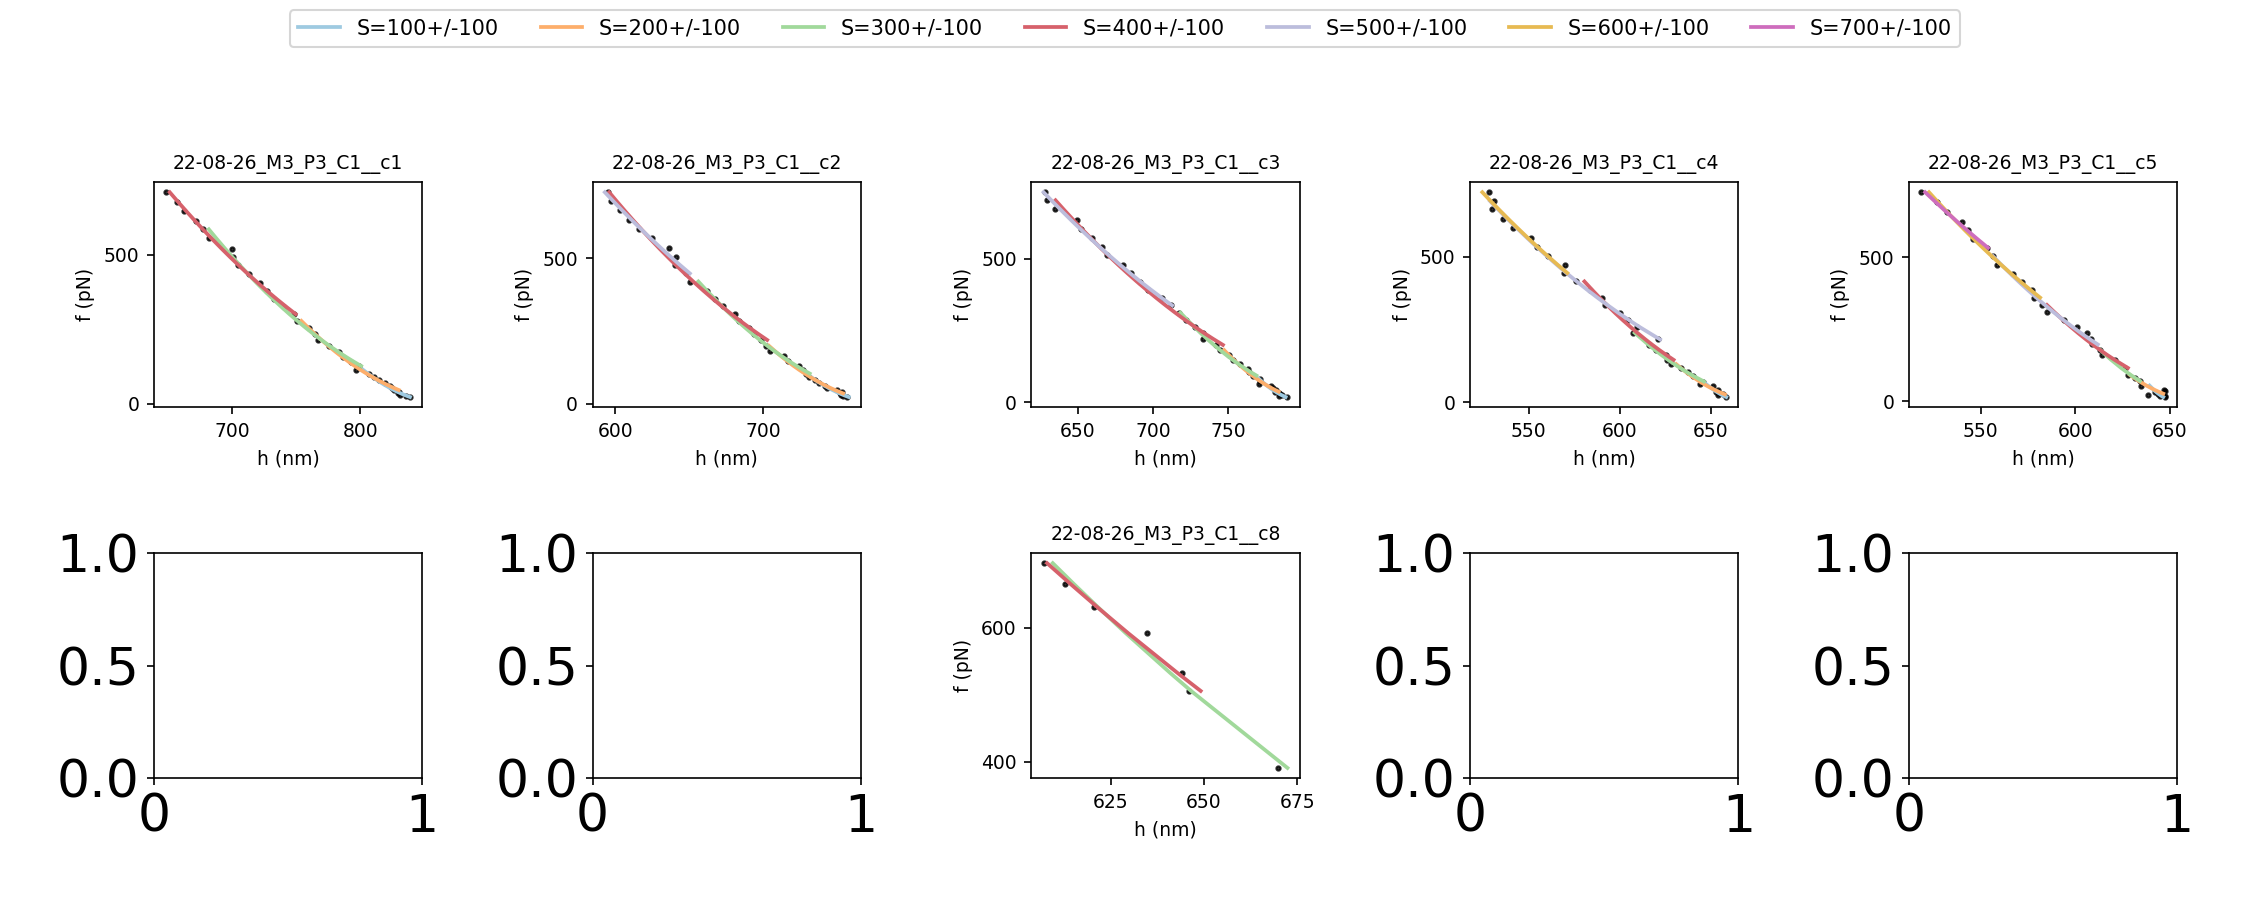 S=100+/-100 S=200+/-100 S=300+/-100 S=400+/-100 S=500+/-100 S=600+/-100 S=700+/-100
22-08-26_M3_P3_C1__c1
500
0
f (pN)
700 800
h (nm)
22-08-26_M3_P3_C1__c2
500
0
f (pN)
600 700
h (nm)
22-08-26_M3_P3_C1__c3
500
0
f (pN)
650 700 750
h (nm)
22-08-26_M3_P3_C1__c4
500
0
f (pN)
550 600 650
h (nm)
22-08-26_M3_P3_C1__c5
500
0
f (pN)
550 600 650
h (nm)
1.0
0.5
0.0
0 1
1.0
0.5
0.0
0 1
22-08-26_M3_P3_C1__c8
600
400
f (pN)
625 650 675
h (nm)
1.0
0.5
0.0
0 1
1.0
0.5
0.0
0 1